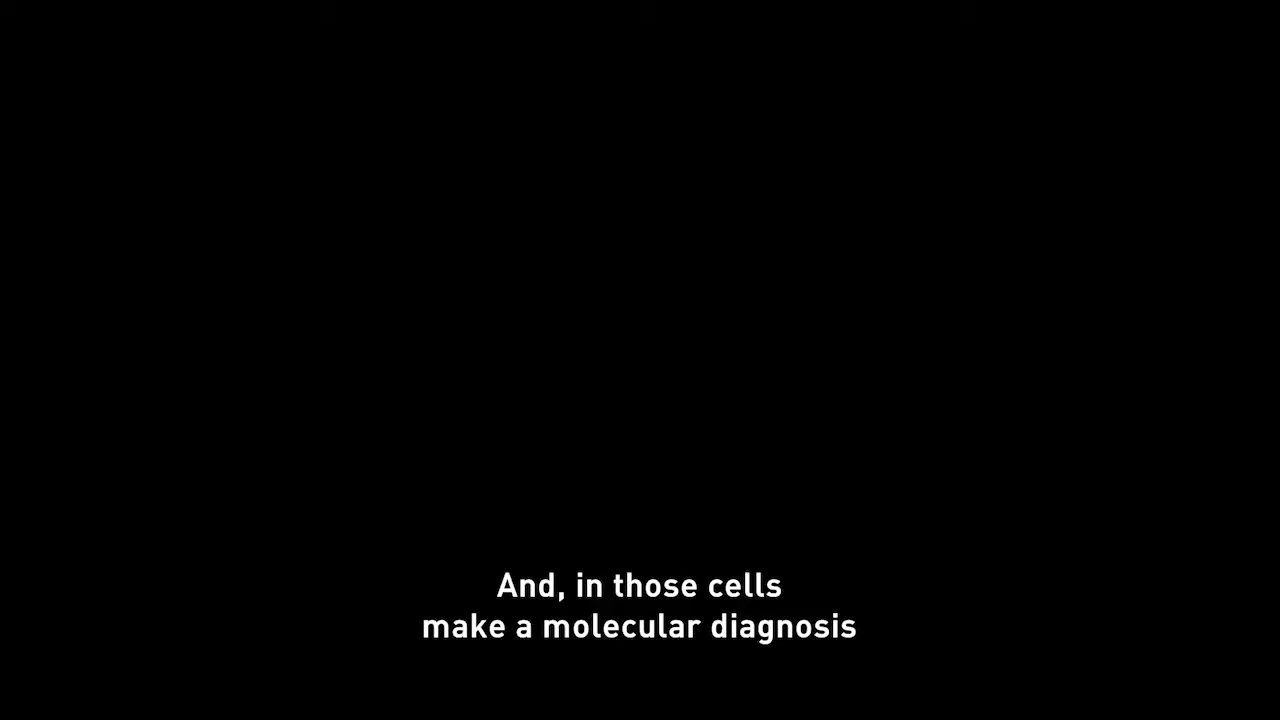 And, in those cells
make a molecular diagnosis